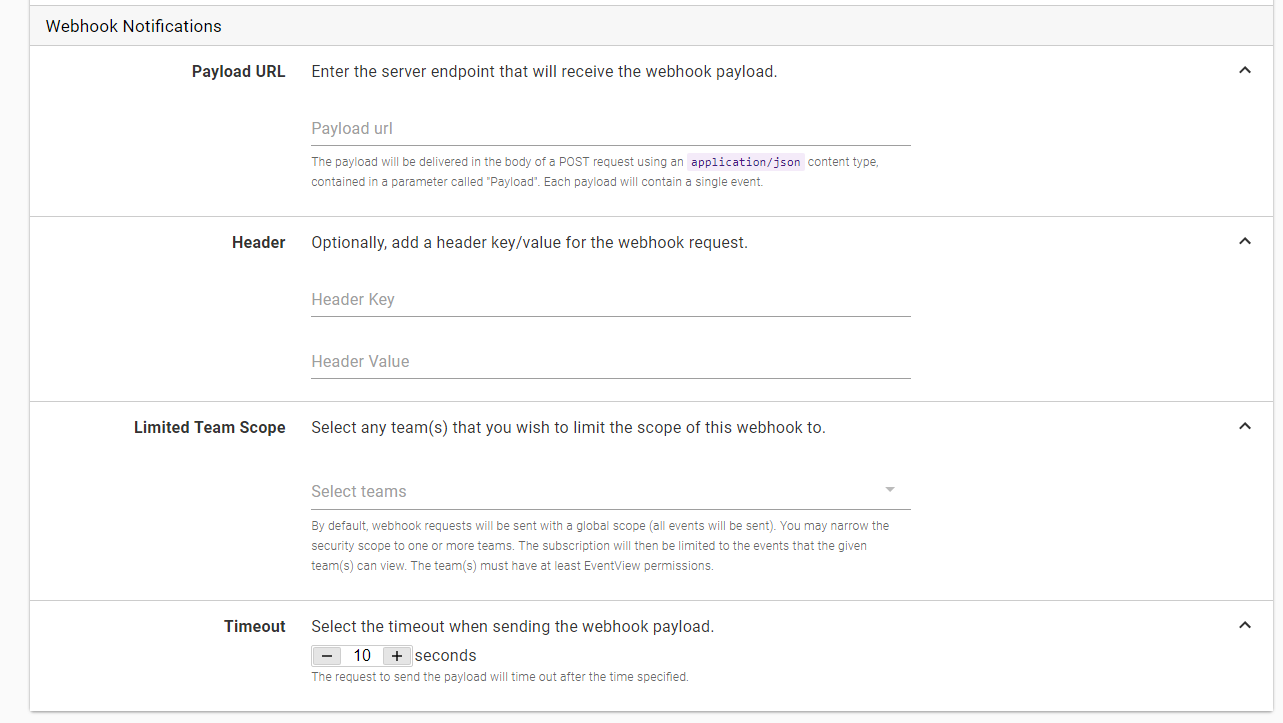 Webhook Notifications
Payload URL Enter the server endpoint that will receive the webhook payload.
Payload url
The payload will be delivered in the body of a POST request using an application/json content type,
contained in a parameter called "Payload". Each payload will contain a single event.
Header Optionally, add a header key/value for the webhook request.
Header Key
Header Value
Limited Team Scope Select any team(s) that you wish to limit the scope of this webhook to.
Select teams
By default, webhook requests will be sent with a global scope (all events will be sent). You may narrow the
security scope to one or more teams. The subscription will then be limited to the events that the given
team(s) can view. The team(s) must have at least EventView permissions.
Timeout Select the timeout when sending the webhook payload.
− 10 + seconds
The request to send the payload will time out after the time specified.